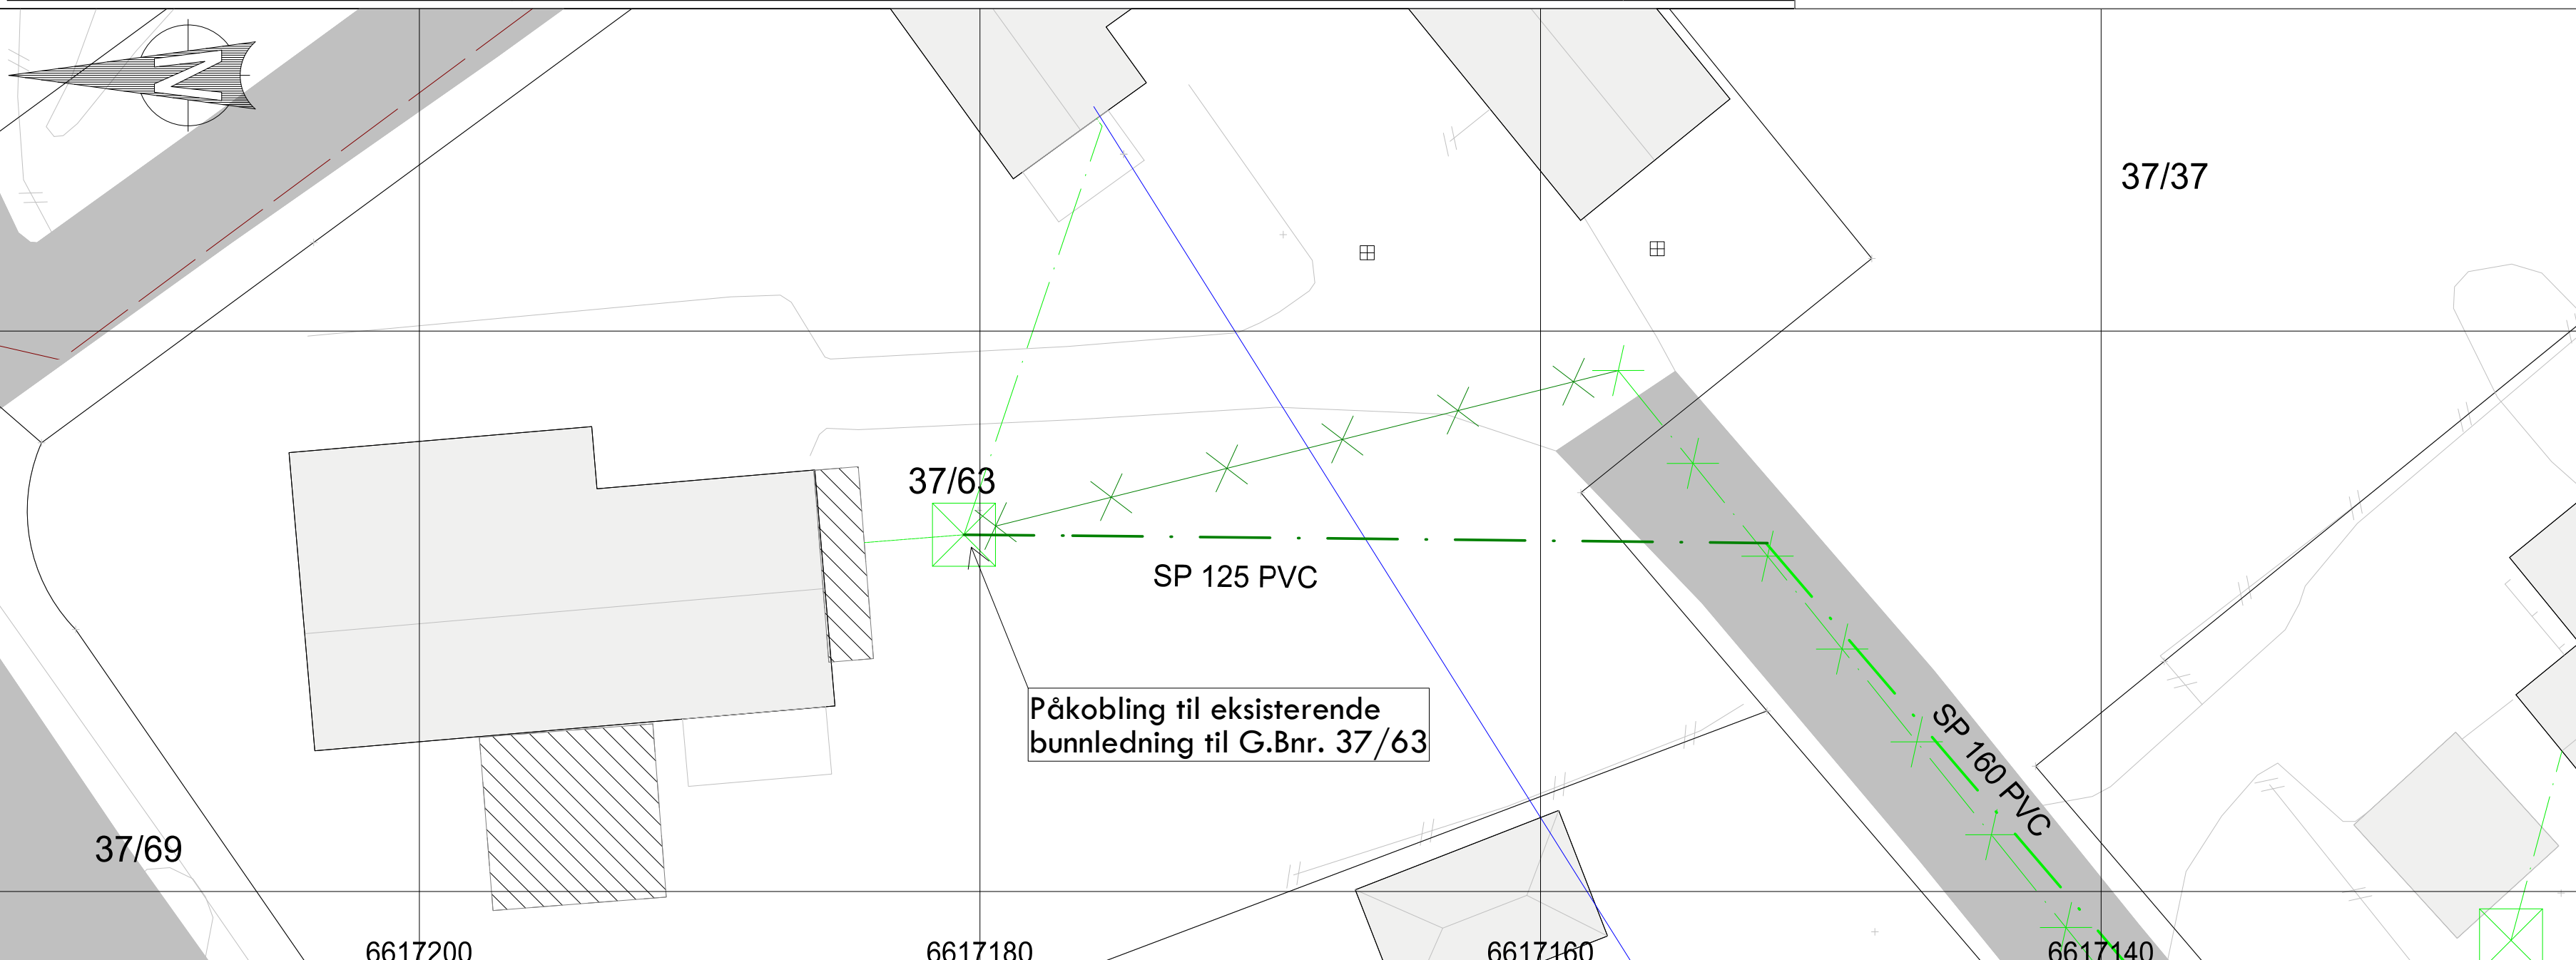 N
37/37
37/63
SP 125 PVC
Påkobling til eksisterende
bunnledning til G.Bnr. 37/63
SP 160 PVC
37/69
6617200
6617180
6617160
6617140